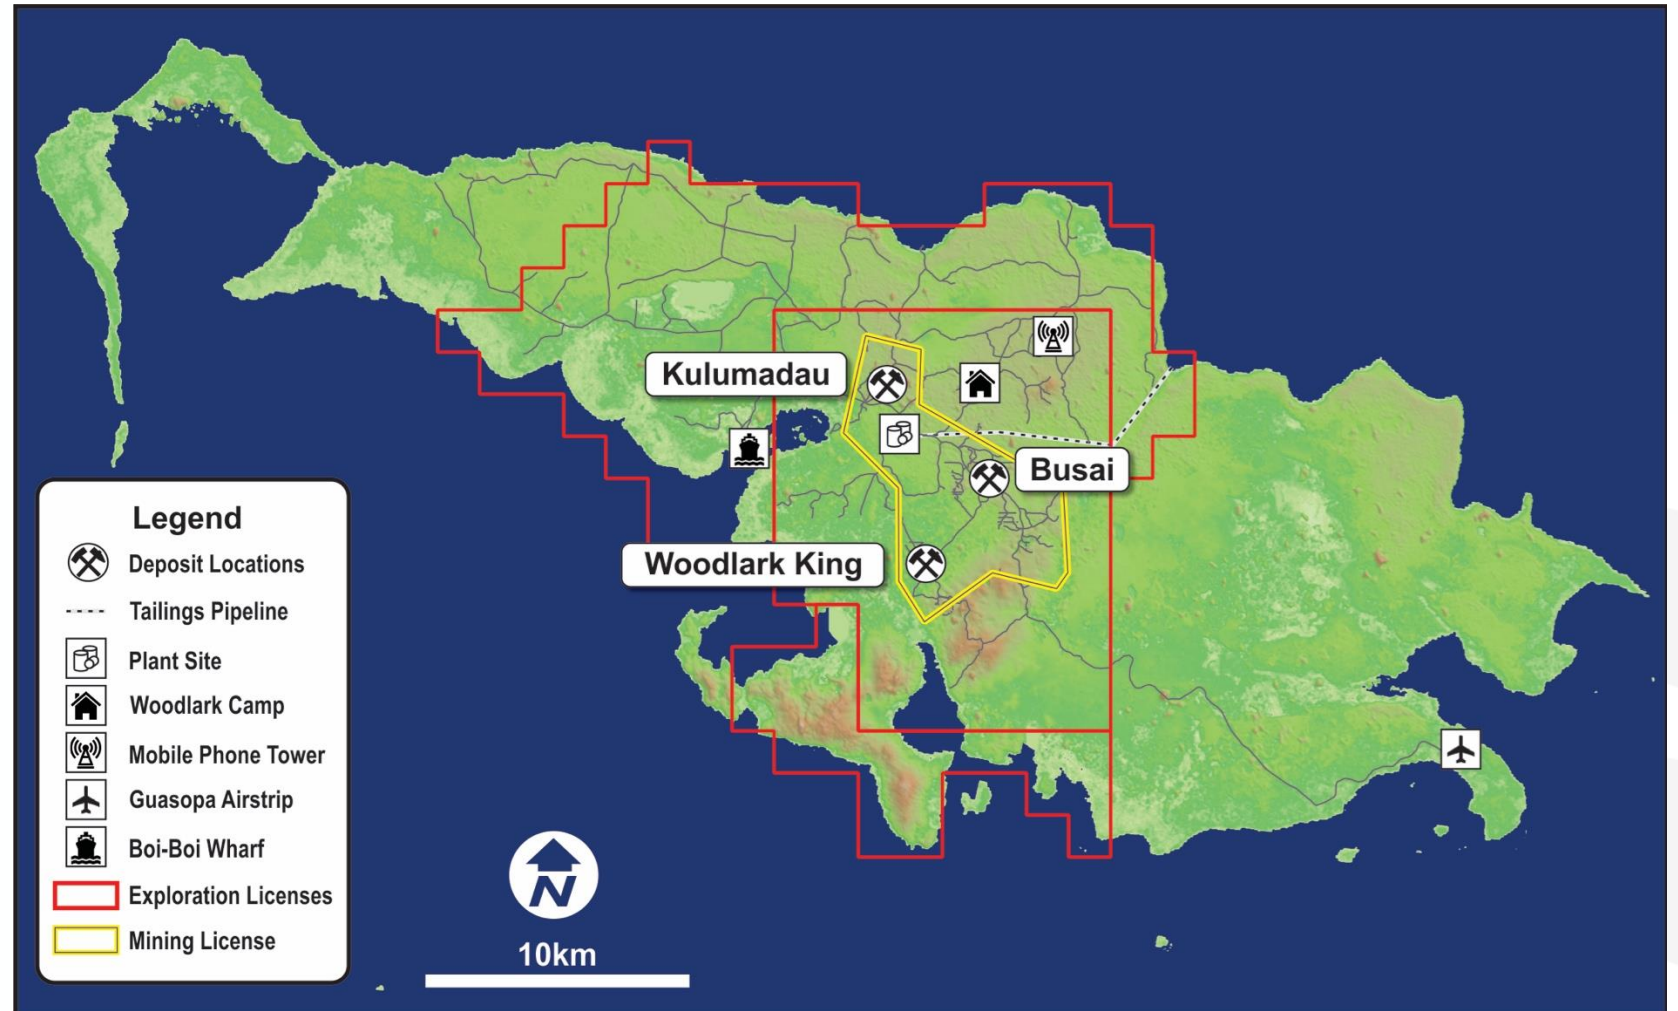 Kulumadau
Busai
Woodlark King
Legend
Deposit Locations
Tailings Pipeline
Plant Site
Woodlark Camp
Mobile Phone Tower
Guasopa Airstrip
Boi-Boi Wharf
Exploration Licenses
Mining License
N
10km